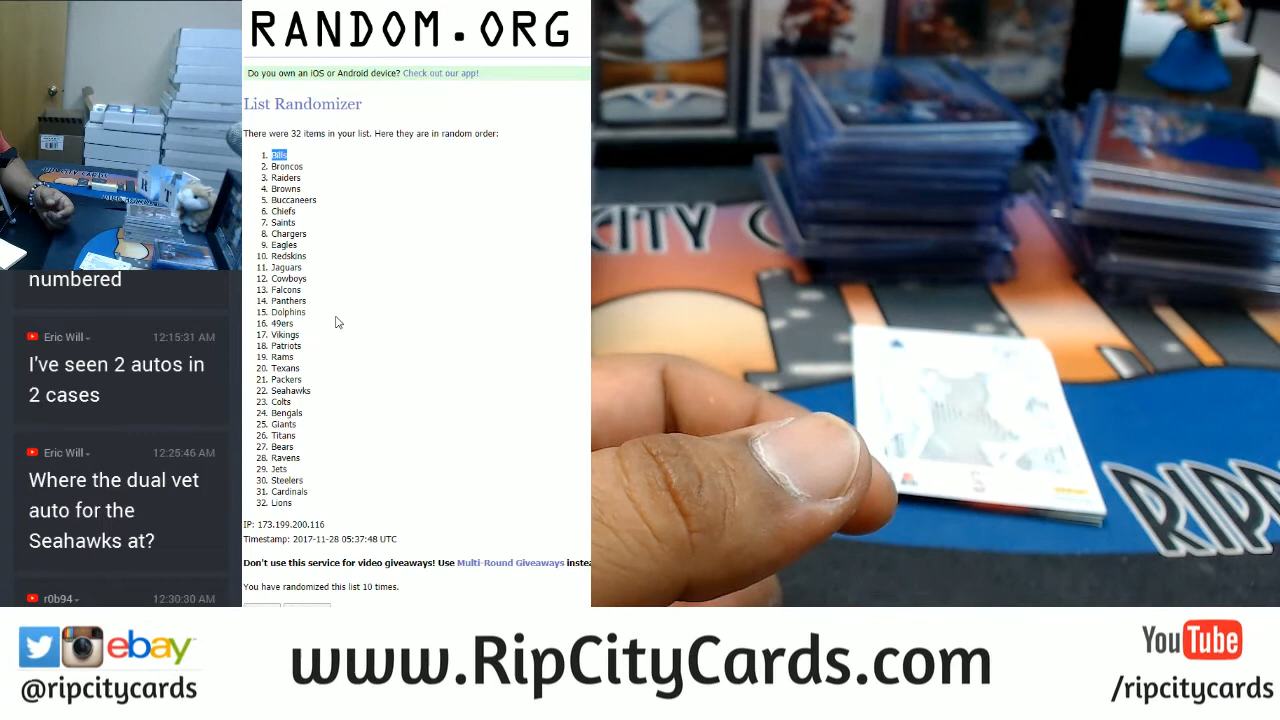 RANDOM.ORG
Do you own an iOS or Android device? Check out our app!
List Randomizer
There were 32 items in your list. Here they are in random order:
1. Bills
2. Broncos
3. Raiders
4. Browns
5. Buccaneers
6. Chiefs
7. Saints
8. Chargers
9. Eagles
10. Redskins
11. Jaguars
12. Cowboys
13. Falcons
14. Panthers
15. Dolphins
16. 49ers
17. Vikings
18. Patriots
19. Rams
20. Texans
21. Packers
22. Seahawks
23. Colts
24. Bengals
25. Giants
26. Titans
27. Bears
28. Ravens
29. Jets
30. Steelers
31. Cardinals
32. Lions
IP: 173.199.200.116
Timestamp: 2017-11-28 05:37:48 UTC
Don't use this service for video giveaways! Use Multi-Round Giveaways inste
You have randomized this list 10 times.
numbered
Eric Will 12:15:31 AM
I've seen 2 autos in
2 cases
Eric Will 12:25:46 AM
Where the dual vet
auto for the
Seahawks at?
r0b94 12:30:30 AM
CITY C
RIPP
ebay
@ripcitycards
www.RipCityCards.com
YouTube
/ripcitycards